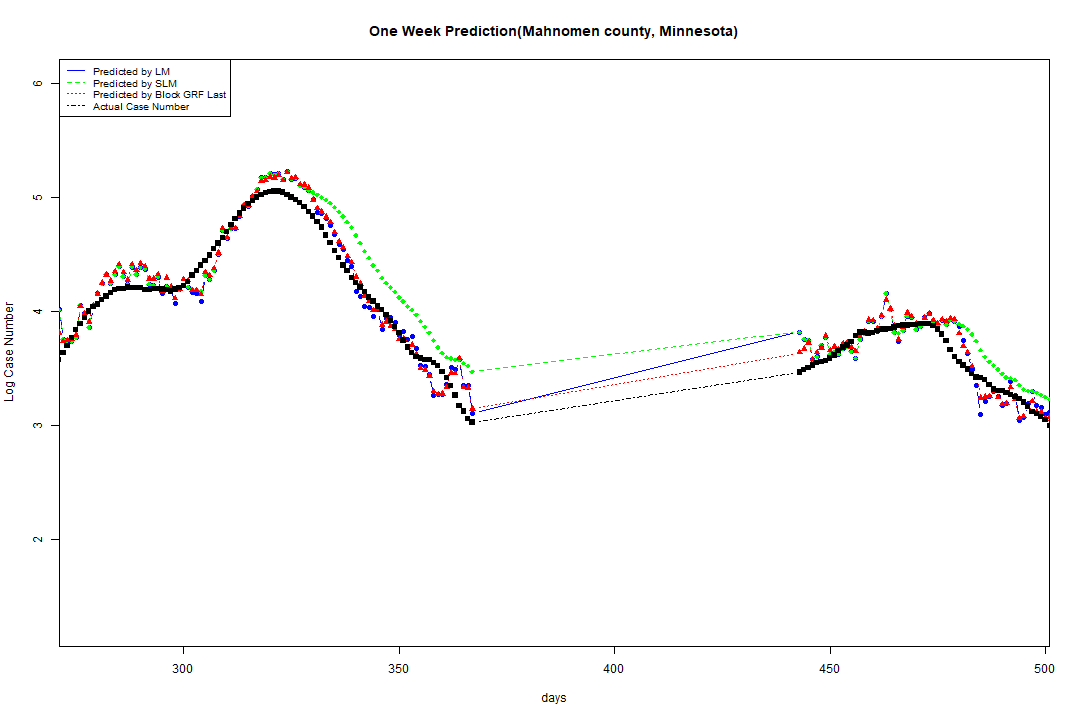 One Week Prediction(Mahnomen county, Minnesota)
Predicted by LM
Predicted by SLM
Predicted by Block GRF Last
Actual Case Number
6
5
4
3
2
Log Case Number
300 350 400 450 500
days